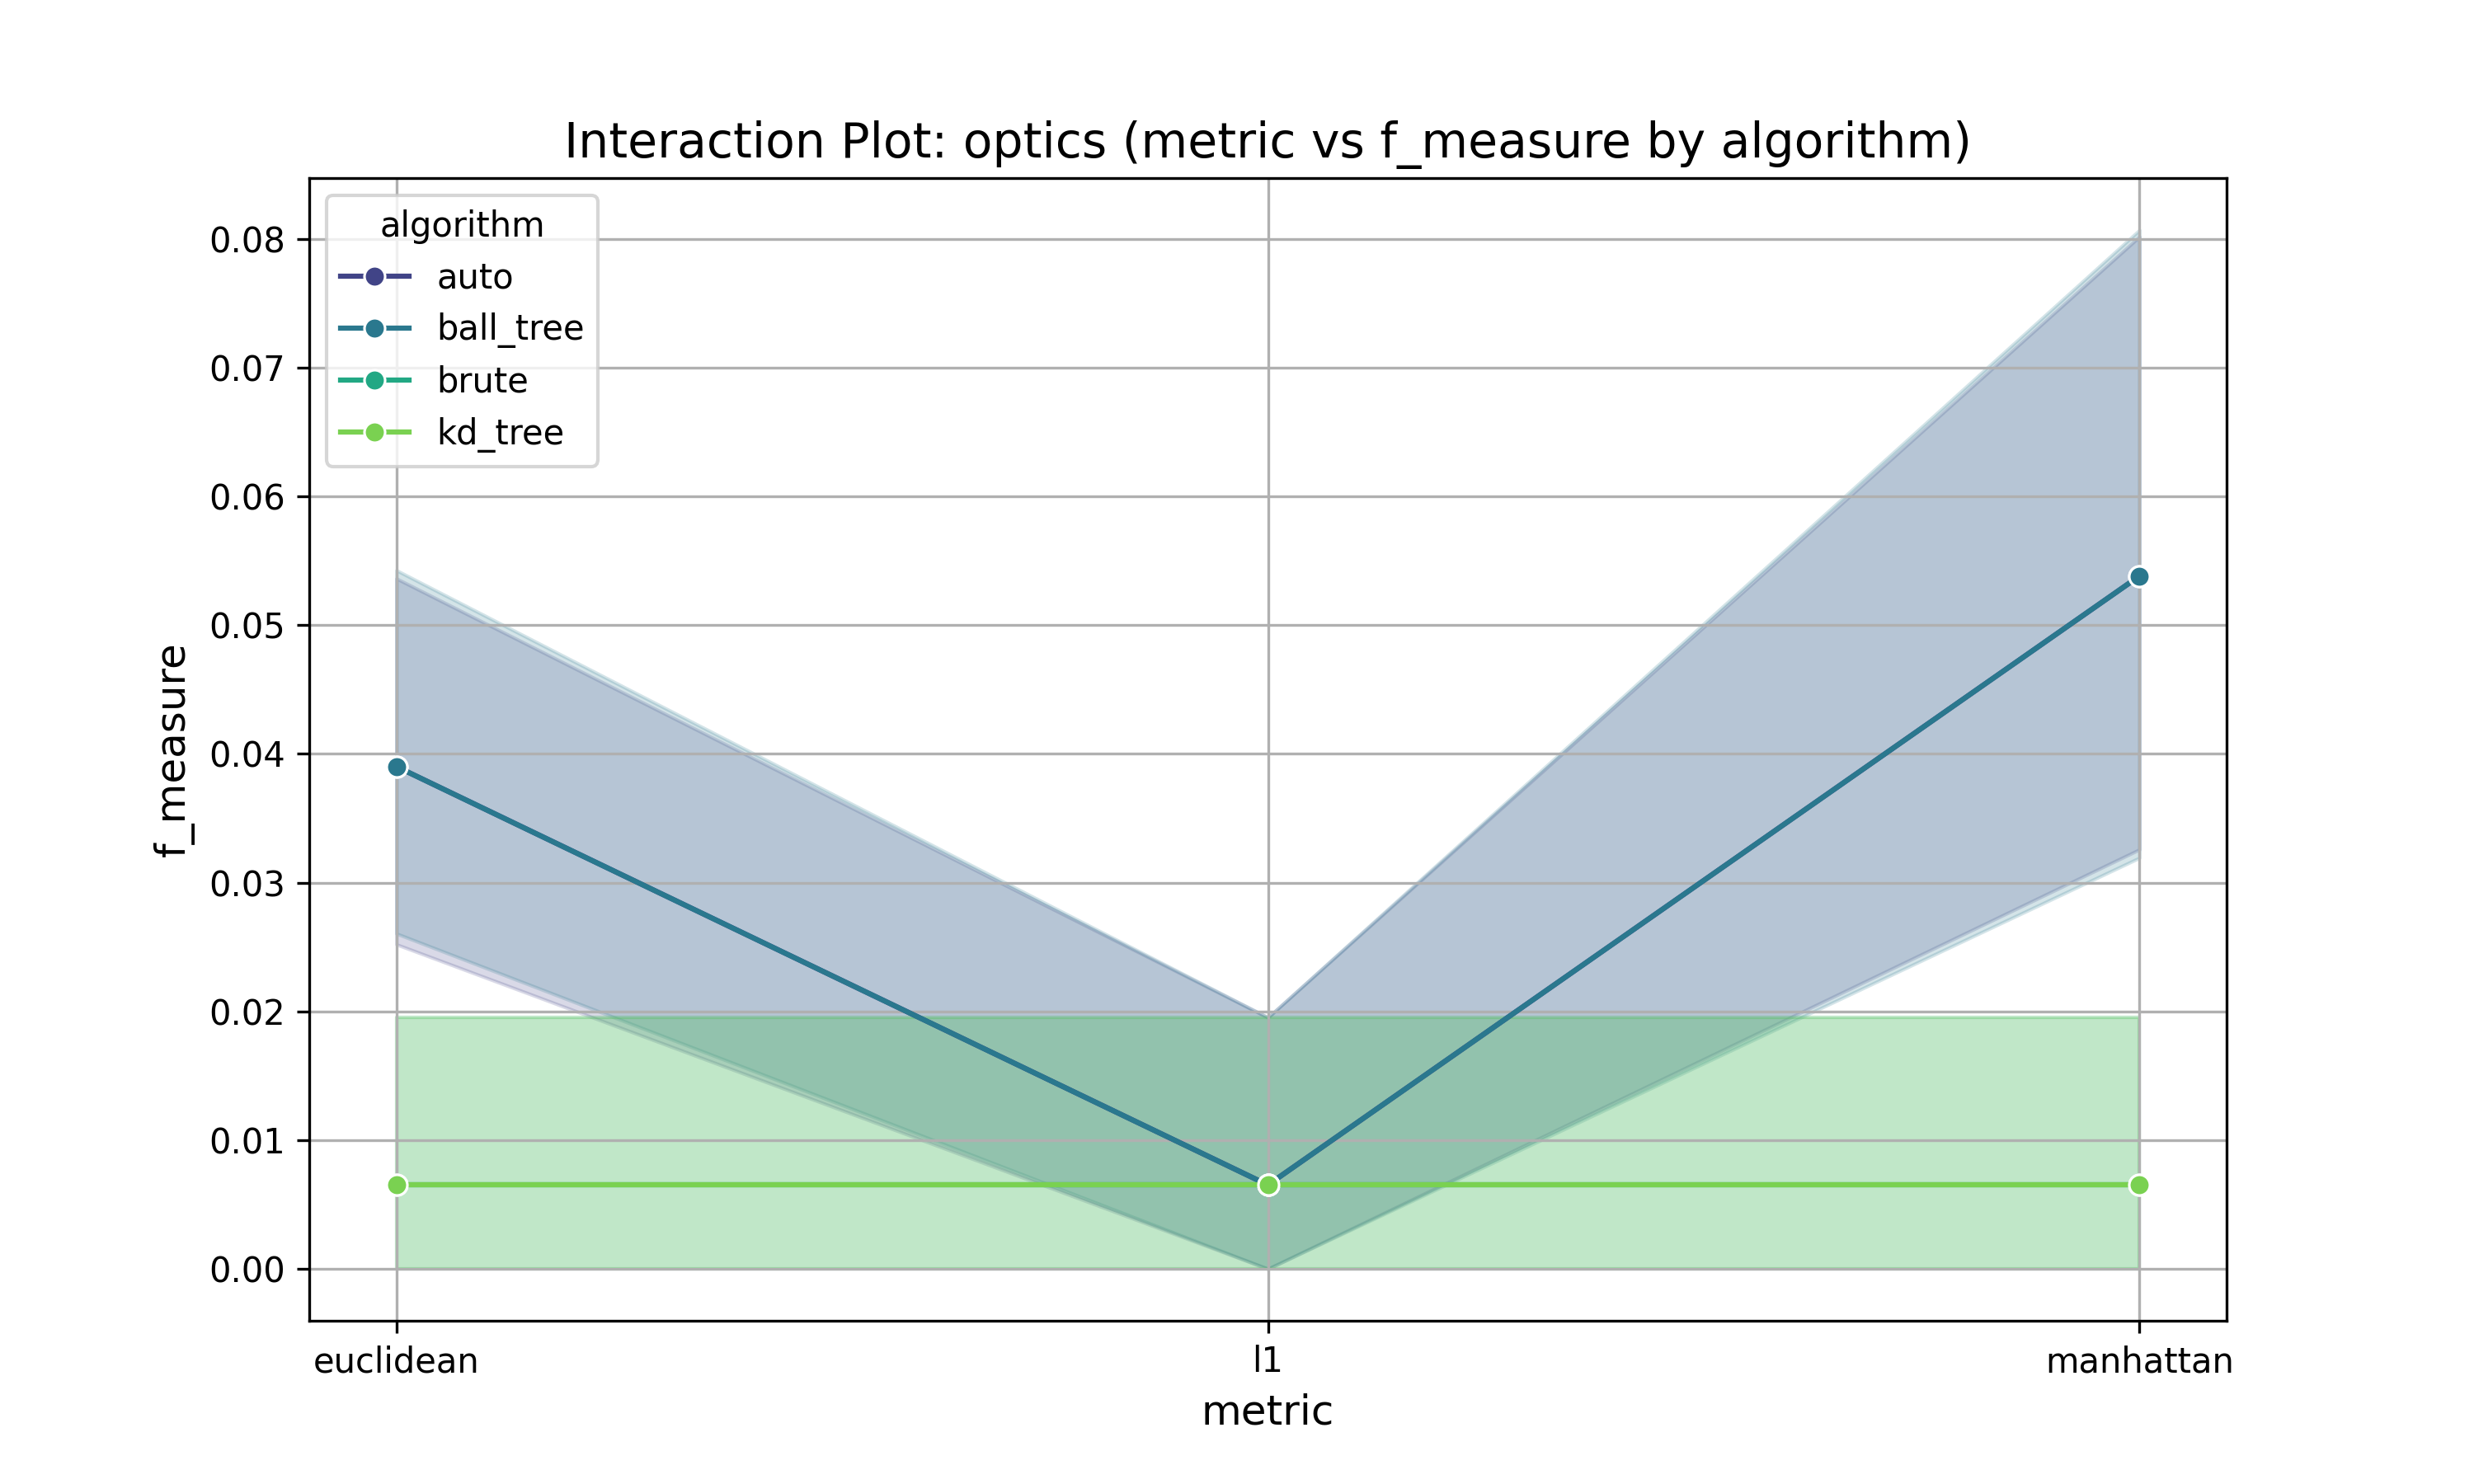 Interaction Plot: optics (metric vs f_measure by algorithm)
algorithm
auto
ball_tree
brute
kd_tree
0.08
0.07
0.06
0.05
0.04
0.03
0.02
0.01
0.00
f_measure
euclidean
l1
manhattan
metric